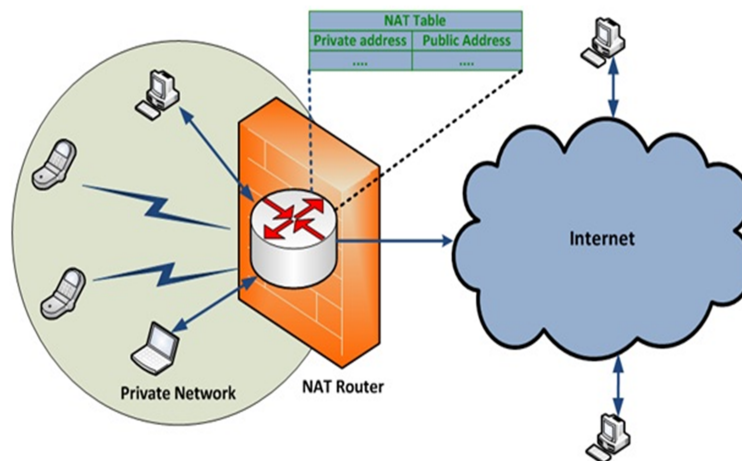 NAT Table
Private address Public Address
.... ....
Internet
Private Network
NAT Router